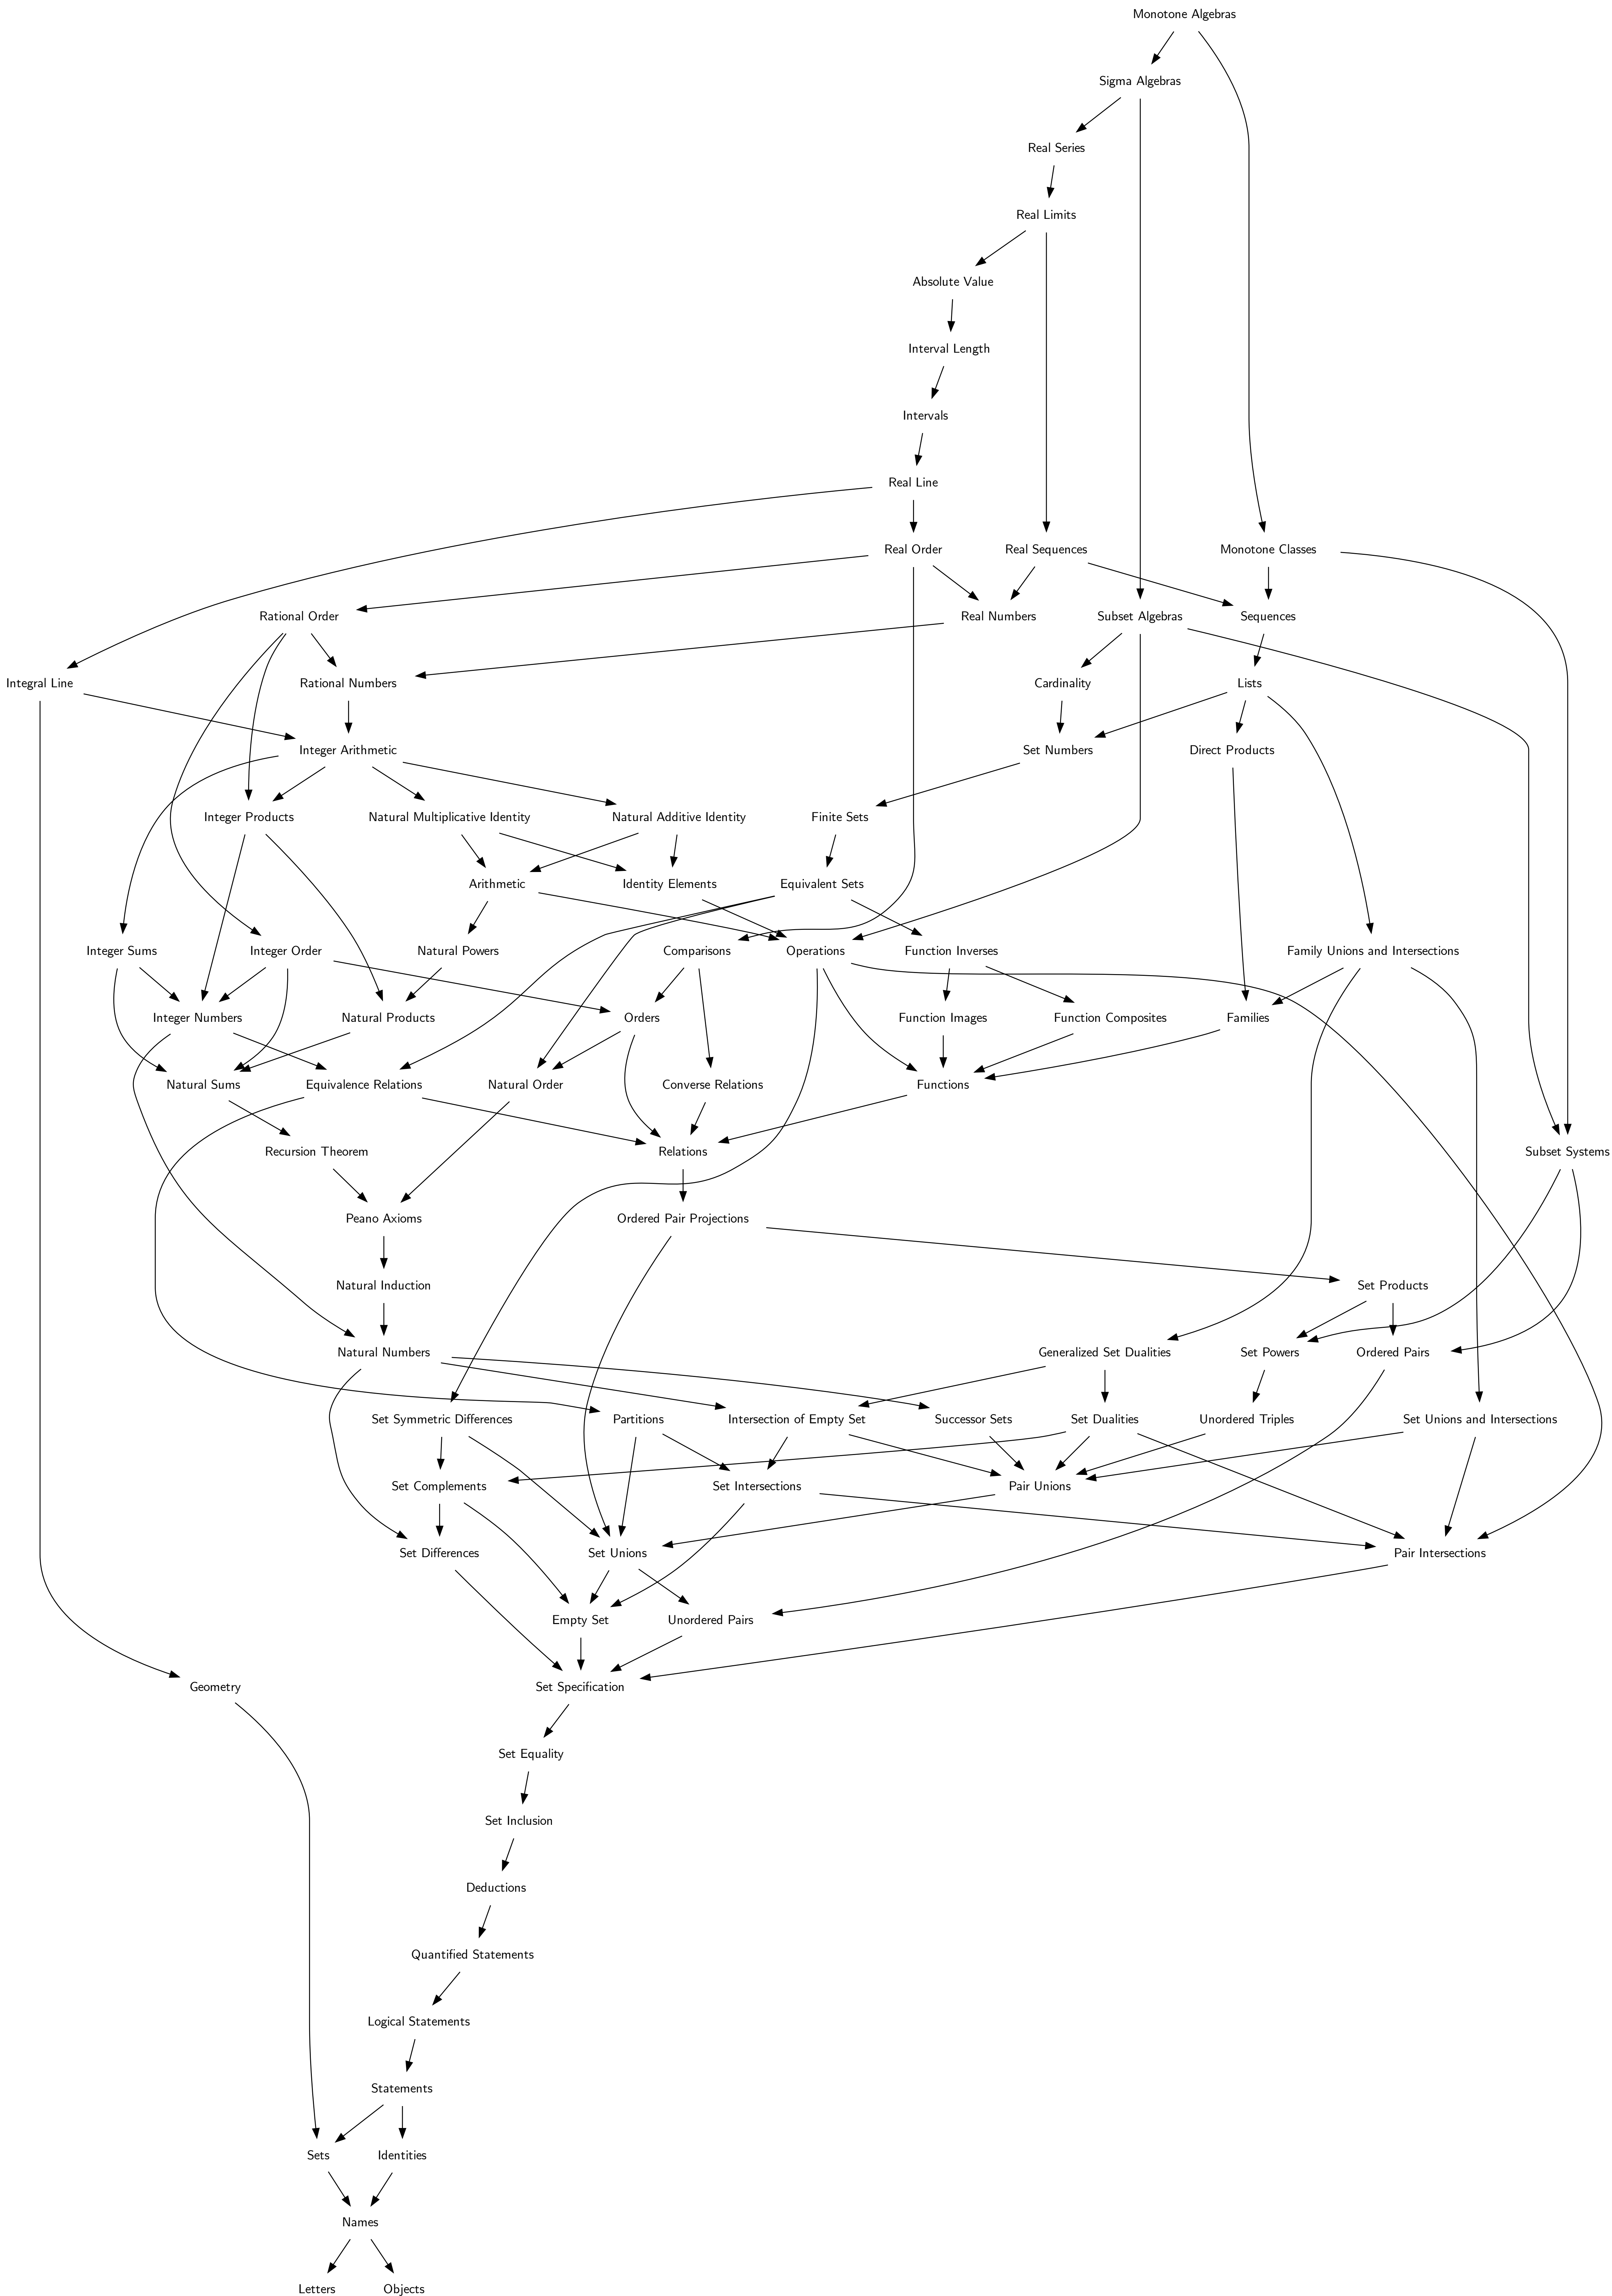 Monotone Algebras
Sigma Algebras
Real Series
Real Limits
Absolute Value
Interval Length
Intervals
Real Line
Real Order
Real Sequences
Monotone Classes
Rational Order
Real Numbers
Subset Algebras
Sequences
Integral Line
Rational Numbers
Cardinality
Lists
Integer Arithmetic
Set Numbers
Direct Products
Integer Products
Natural Multiplicative Identity
Natural Additive Identity
Finite Sets
Arithmetic
Identity Elements
Equivalent Sets
Integer Sums
Integer Order
Natural Powers
Comparisons
Operations
Function Inverses
Family Unions and Intersections
Integer Numbers
Natural Products
Orders
Function Images
Function Composites
Families
Natural Sums
Equivalence Relations
Natural Order
Converse Relations
Functions
Recursion Theorem
Relations
Subset Systems
Peano Axioms
Ordered Pair Projections
Natural Induction
Set Products
Natural Numbers
Generalized Set Dualities
Set Powers
Ordered Pairs
Set Symmetric Differences
Partitions
Intersection of Empty Set
Successor Sets
Set Dualities
Unordered Triples
Set Unions and Intersections
Set Complements
Set Intersections
Pair Unions
Set Differences
Set Unions
Pair Intersections
Empty Set
Unordered Pairs
Geometry
Set Specification
Set Equality
Set Inclusion
Deductions
Quantified Statements
Logical Statements
Statements
Sets
Identities
Names
Letters
Objects